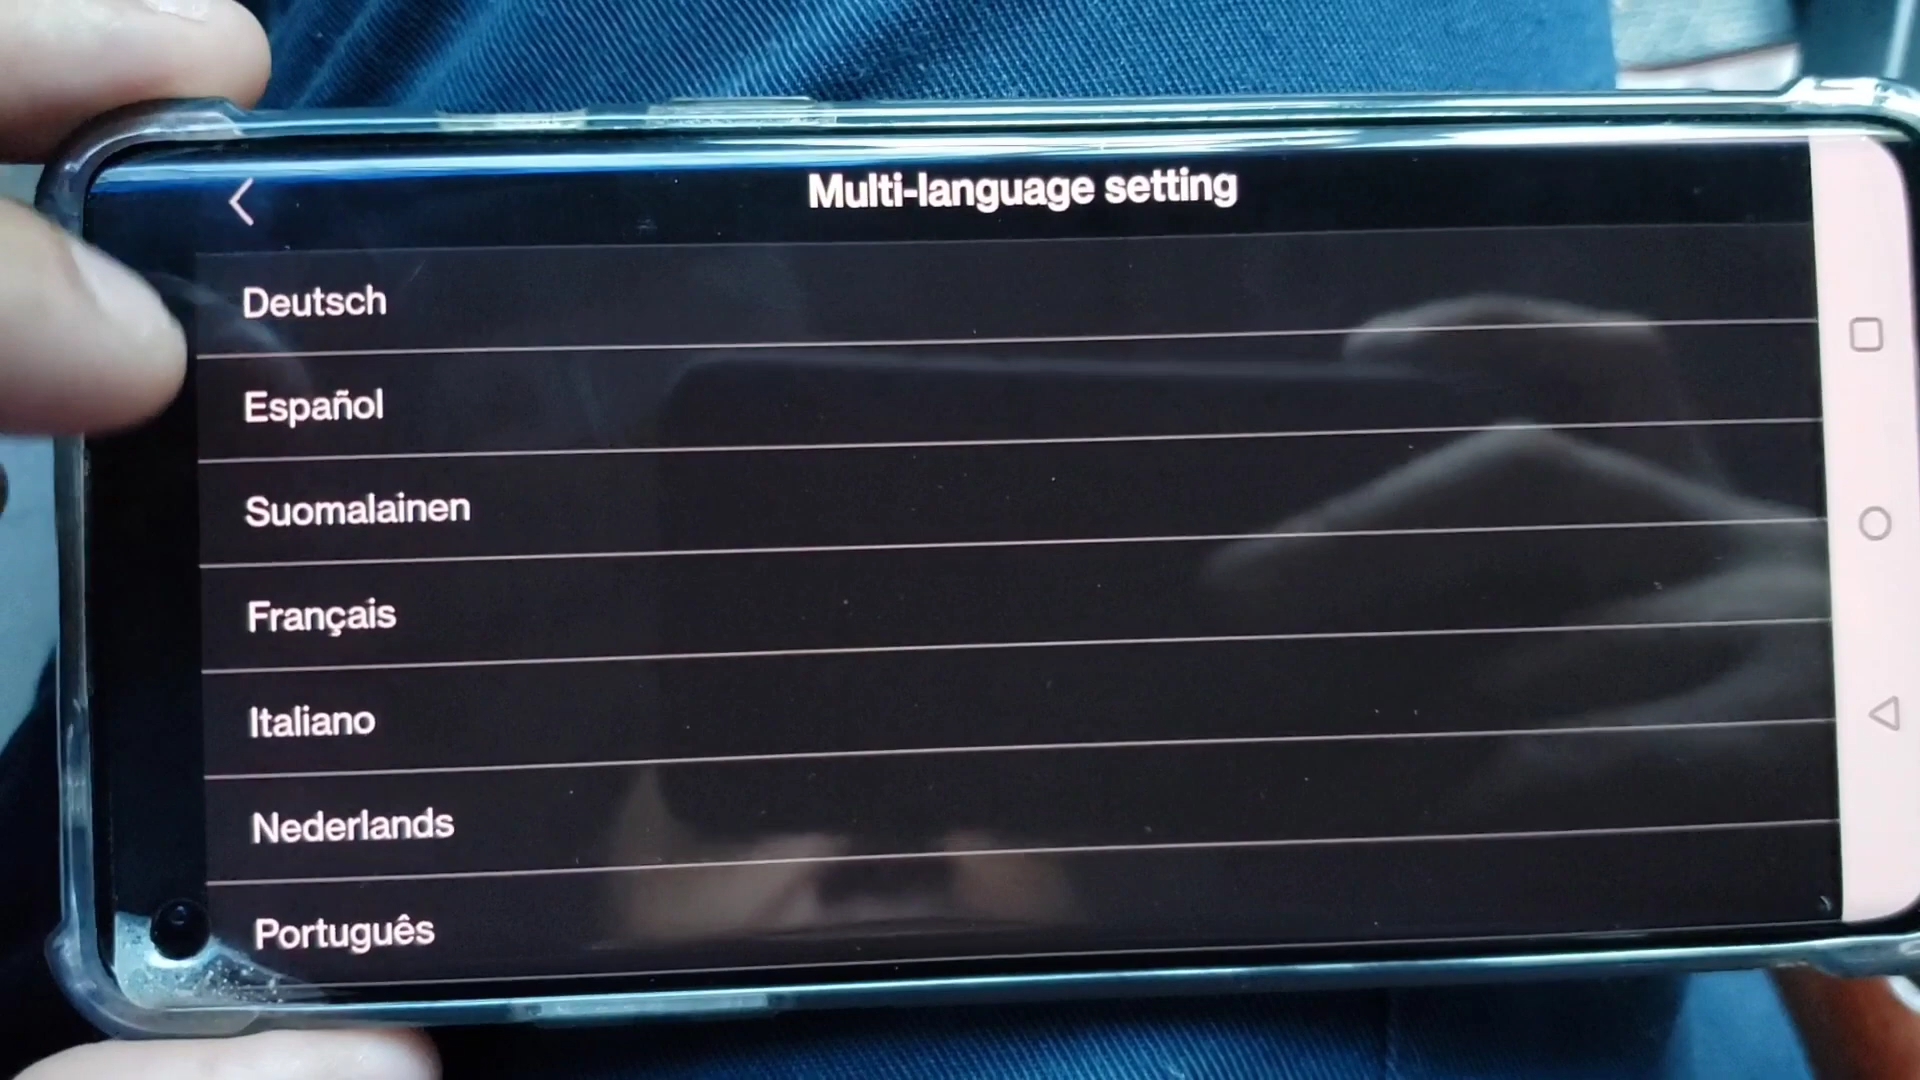 Multi-language setting
Deutsch
Español
Suomalainen
Français
Italiano
Nederlands
Português